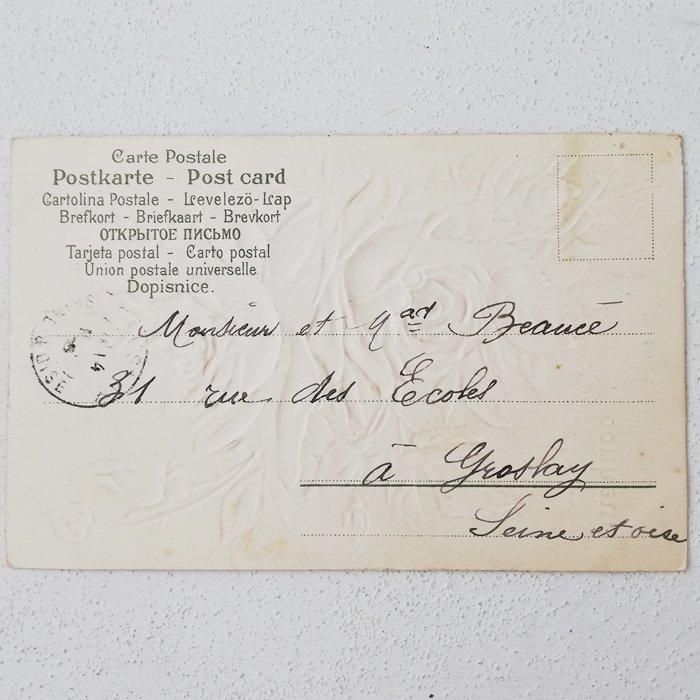 Carte Postale
Postkarte - Post card
Cartolina Postale - Levelezö-Lap
Brefkort - Briefkaart - Brevkort
ОТКРЫТОЕ ПИСЬМО
Tarjeta postal - Carto postal
Union postale universelle
Dopisnice.
Monsieur et Mad Beaucé
31 rue des Ecoles
à Groslay
Seine et oise
14